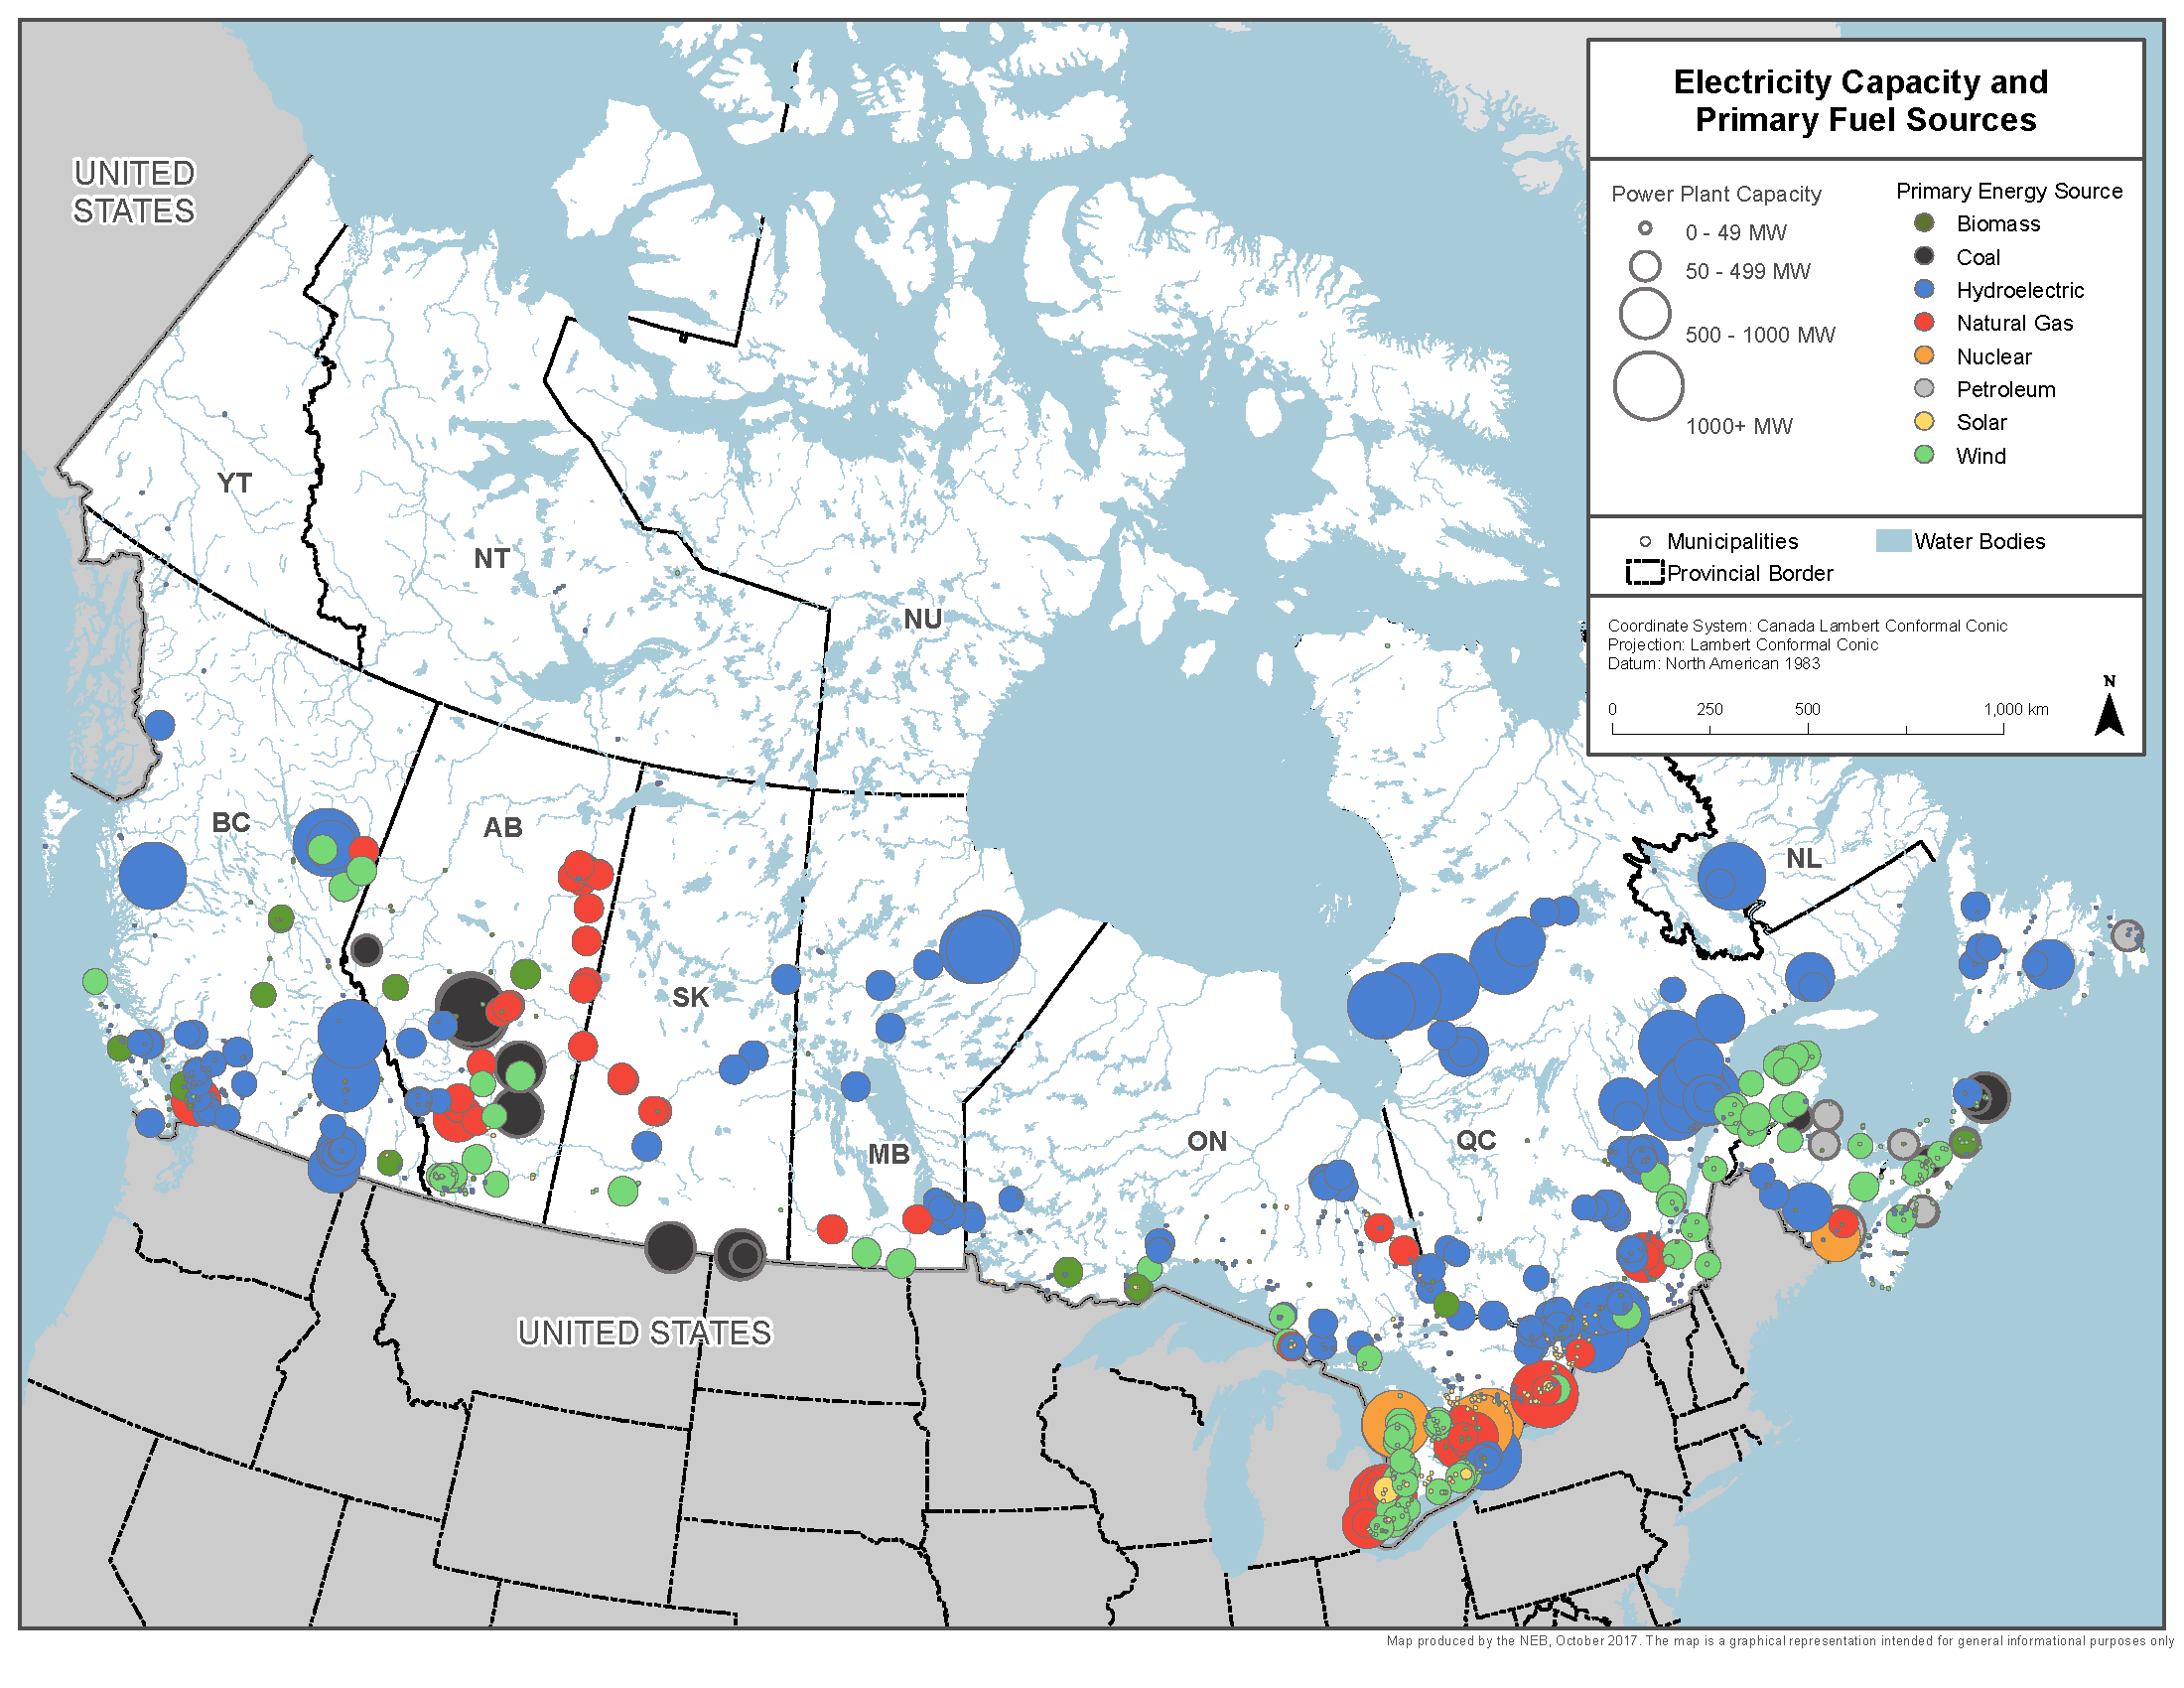 Electricity Capacity and
Primary Fuel Sources
Power Plant Capacity
0 - 49 MW
50 - 499 MW
500 - 1000 MW
1000+ MW
Primary Energy Source
Biomass
Coal
Hydroelectric
Natural Gas
Nuclear
Petroleum
Solar
Wind
Municipalities
Water Bodies
Provincial Border
Coordinate System: Canada Lambert Conformal Conic
Projection: Lambert Conformal Conic
Datum: North American 1983
N
0 250 500 1,000 km
UNITED
STATES
YT
NT
NU
BC
AB
SK
MB
ON
QC
NL
UNITED STATES
Map produced by the NEB, October 2017. The map is a graphical representation intended for general informational purposes only